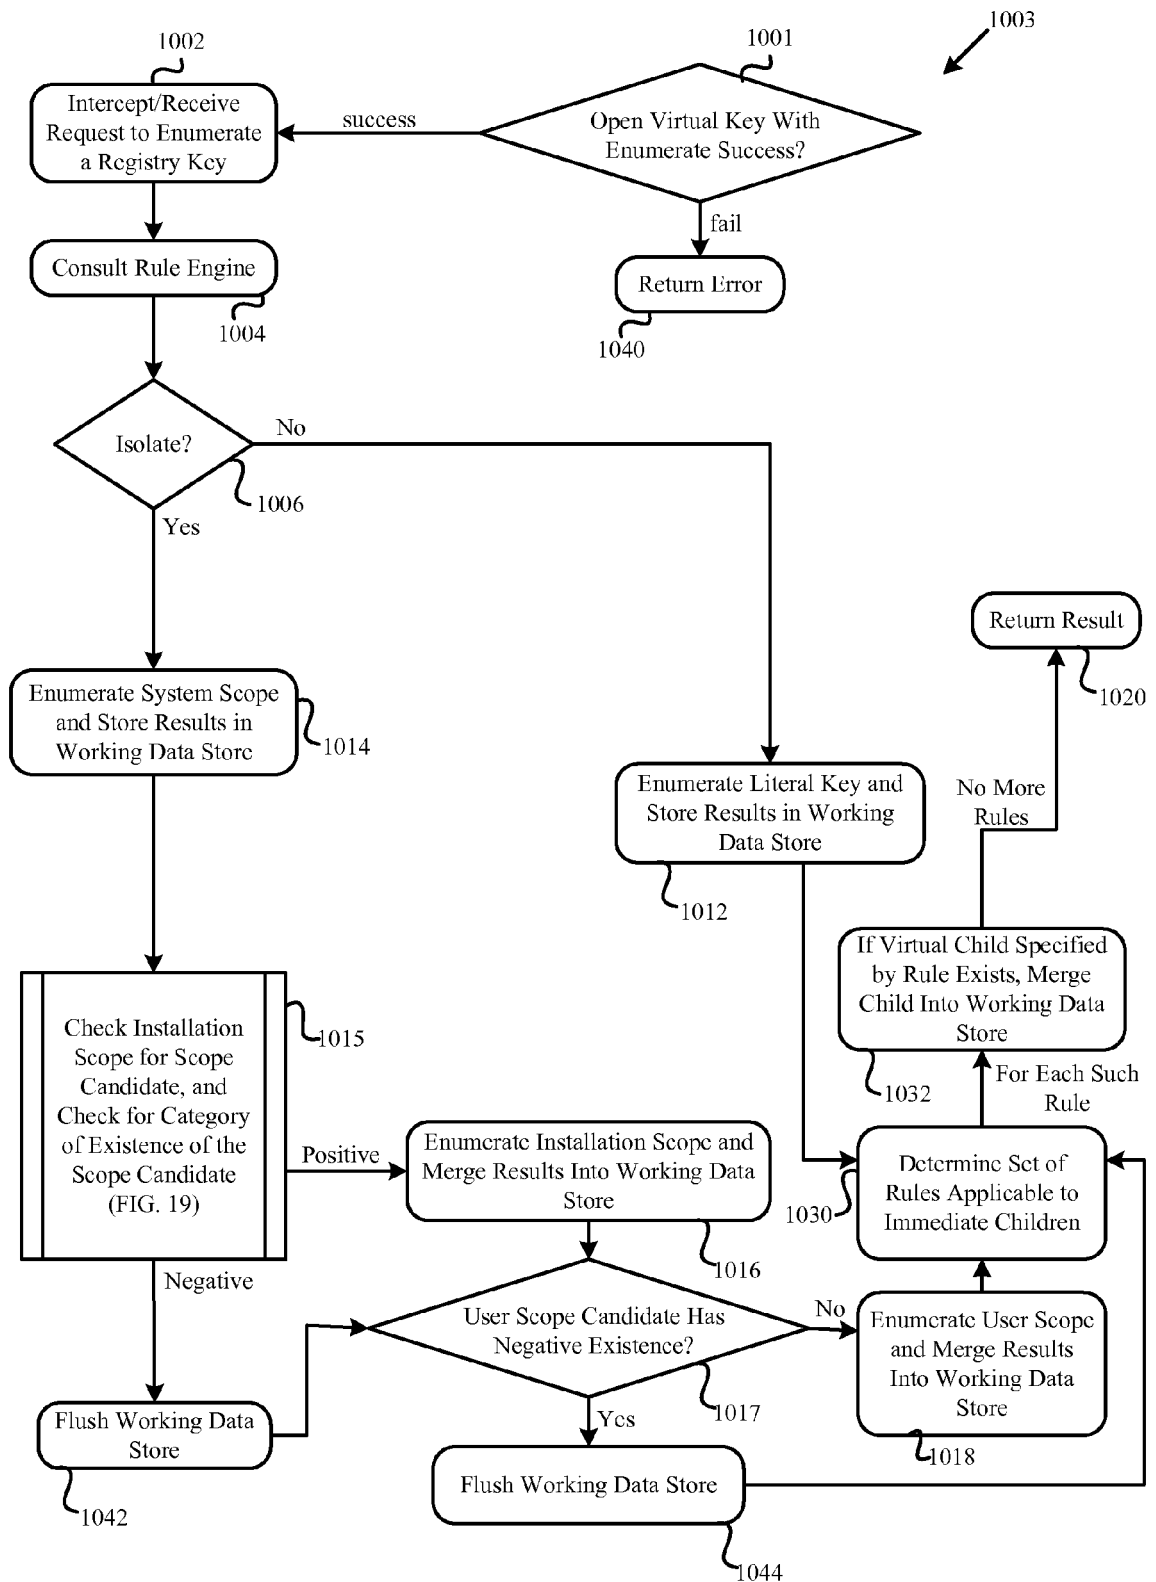 1003
1001
Open Virtual Key With
Enumerate Success?
success
fail
Return Error
1040
1002
Intercept/Receive
Request to Enumerate
a Registry Key
Consult Rule Engine
1004
Isolate?
No
1006
Yes
Enumerate System Scope
and Store Results in
Working Data Store
1014
Enumerate Literal Key and
Store Results in Working
Data Store
1012
Return Result
1020
No More
Rules
If Virtual Child Specified
by Rule Exists, Merge
Child Into Working Data
Store
1032
For Each Such
Rule
Check Installation
Scope for Scope
Candidate, and
Check for Category
of Existence of the
Scope Candidate
(FIG. 19)
1015
Positive
Negative
Enumerate Installation Scope and
Merge Results Into Working Data
Store
1016
Determine Set of
Rules Applicable to
Immediate Children
1030
User Scope Candidate Has
Negative Existence?
1017
No
Yes
Enumerate User Scope
and Merge Results
Into Working Data
Store
1018
Flush Working Data
Store
1042
Flush Working Data Store
1044